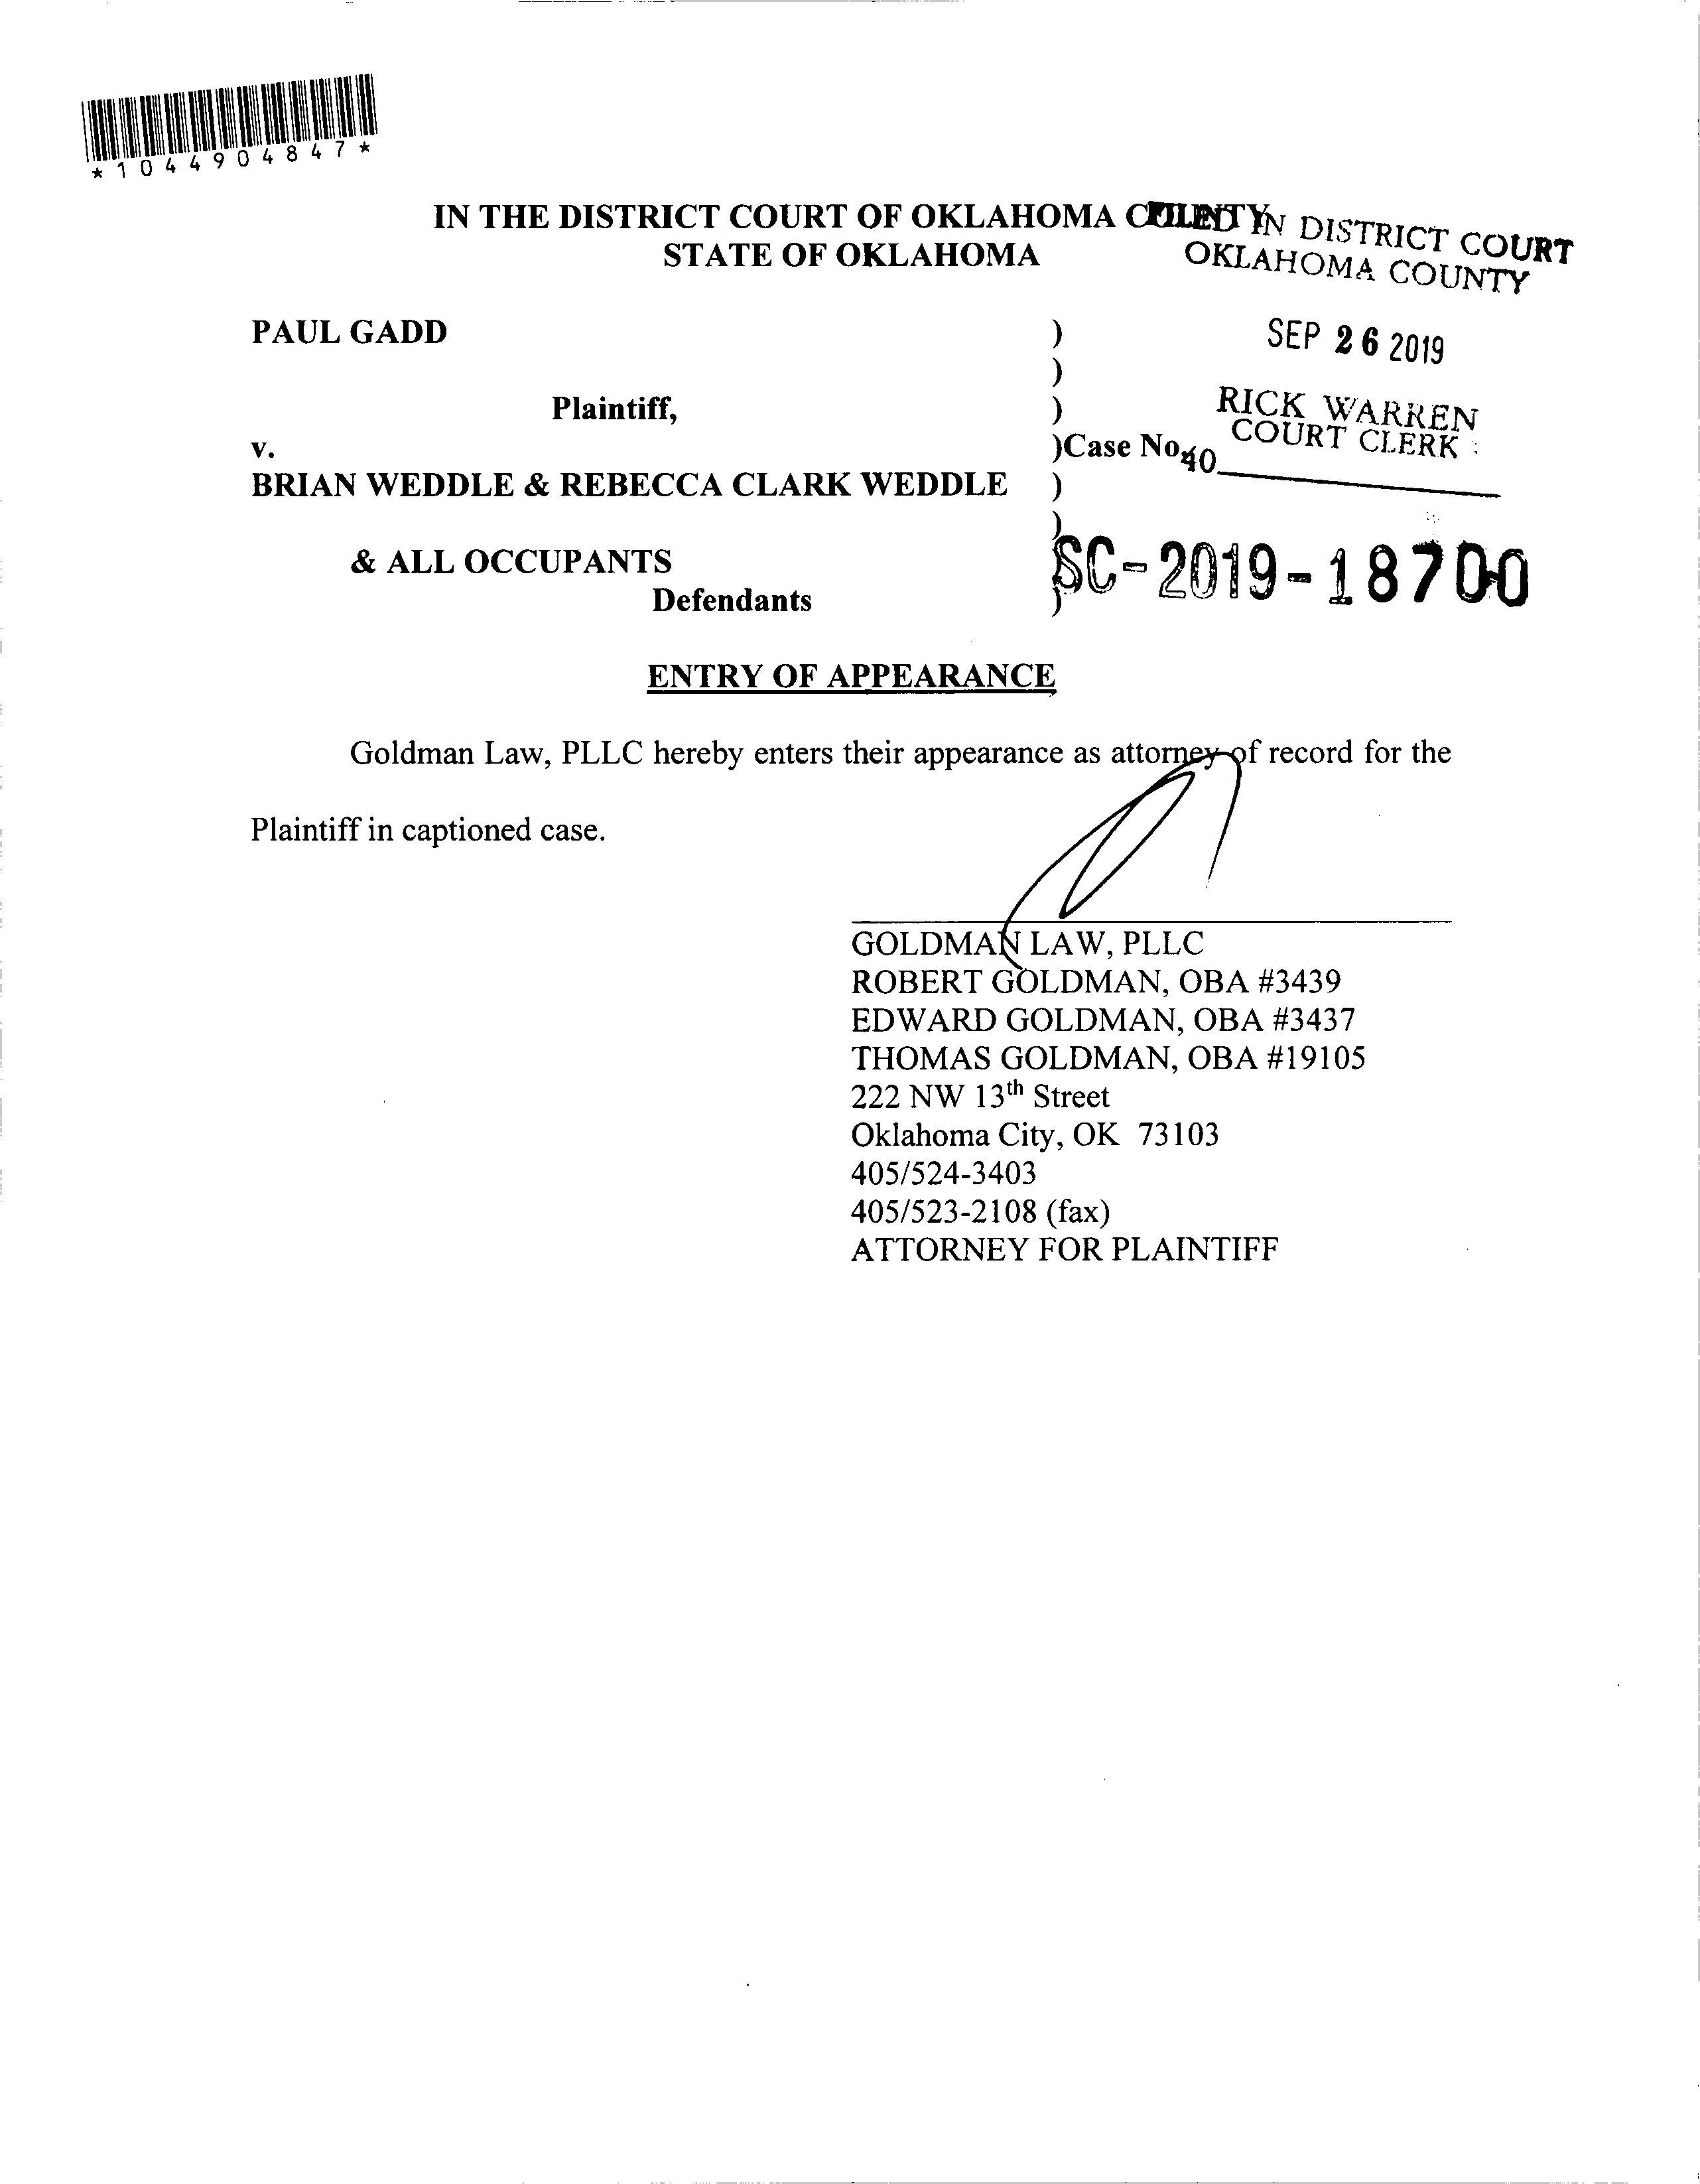 *1044904847*
IN THE DISTRICT COURT OF OKLAHOMA COUNTY
STATE OF OKLAHOMA
FILED IN DISTRICT COURT
OKLAHOMA COUNTY
SEP 26 2019
RICK WARREN
COURT CLERK
40
PAUL GADD )
)
Plaintiff, )
v. )Case No.
BRIAN WEDDLE & REBECCA CLARK WEDDLE )
)
& ALL OCCUPANTS
SC-2019-18700
Defendants )
ENTRY OF APPEARANCE
Goldman Law, PLLC hereby enters their appearance as attorney of record for the
Plaintiff in captioned case.
GOLDMAN LAW, PLLC
ROBERT GOLDMAN, OBA #3439
EDWARD GOLDMAN, OBA #3437
THOMAS GOLDMAN, OBA #19105
222 NW 13th Street
Oklahoma City, OK 73103
405/524-3403
405/523-2108 (fax)
ATTORNEY FOR PLAINTIFF